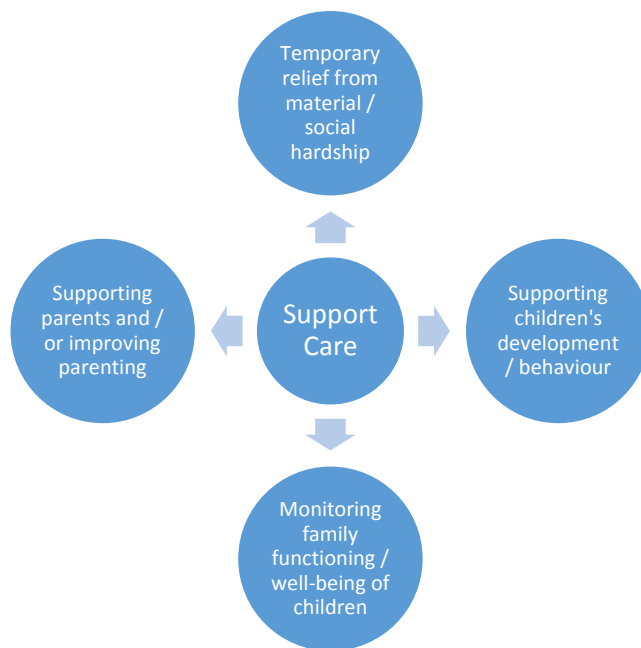 Temporary
relief from
material /
social
hardship
Supporting
parents and /
or improving
parenting
Support
Care
Supporting
children's
development
/ behaviour
Monitoring
family
functioning /
well-being of
children